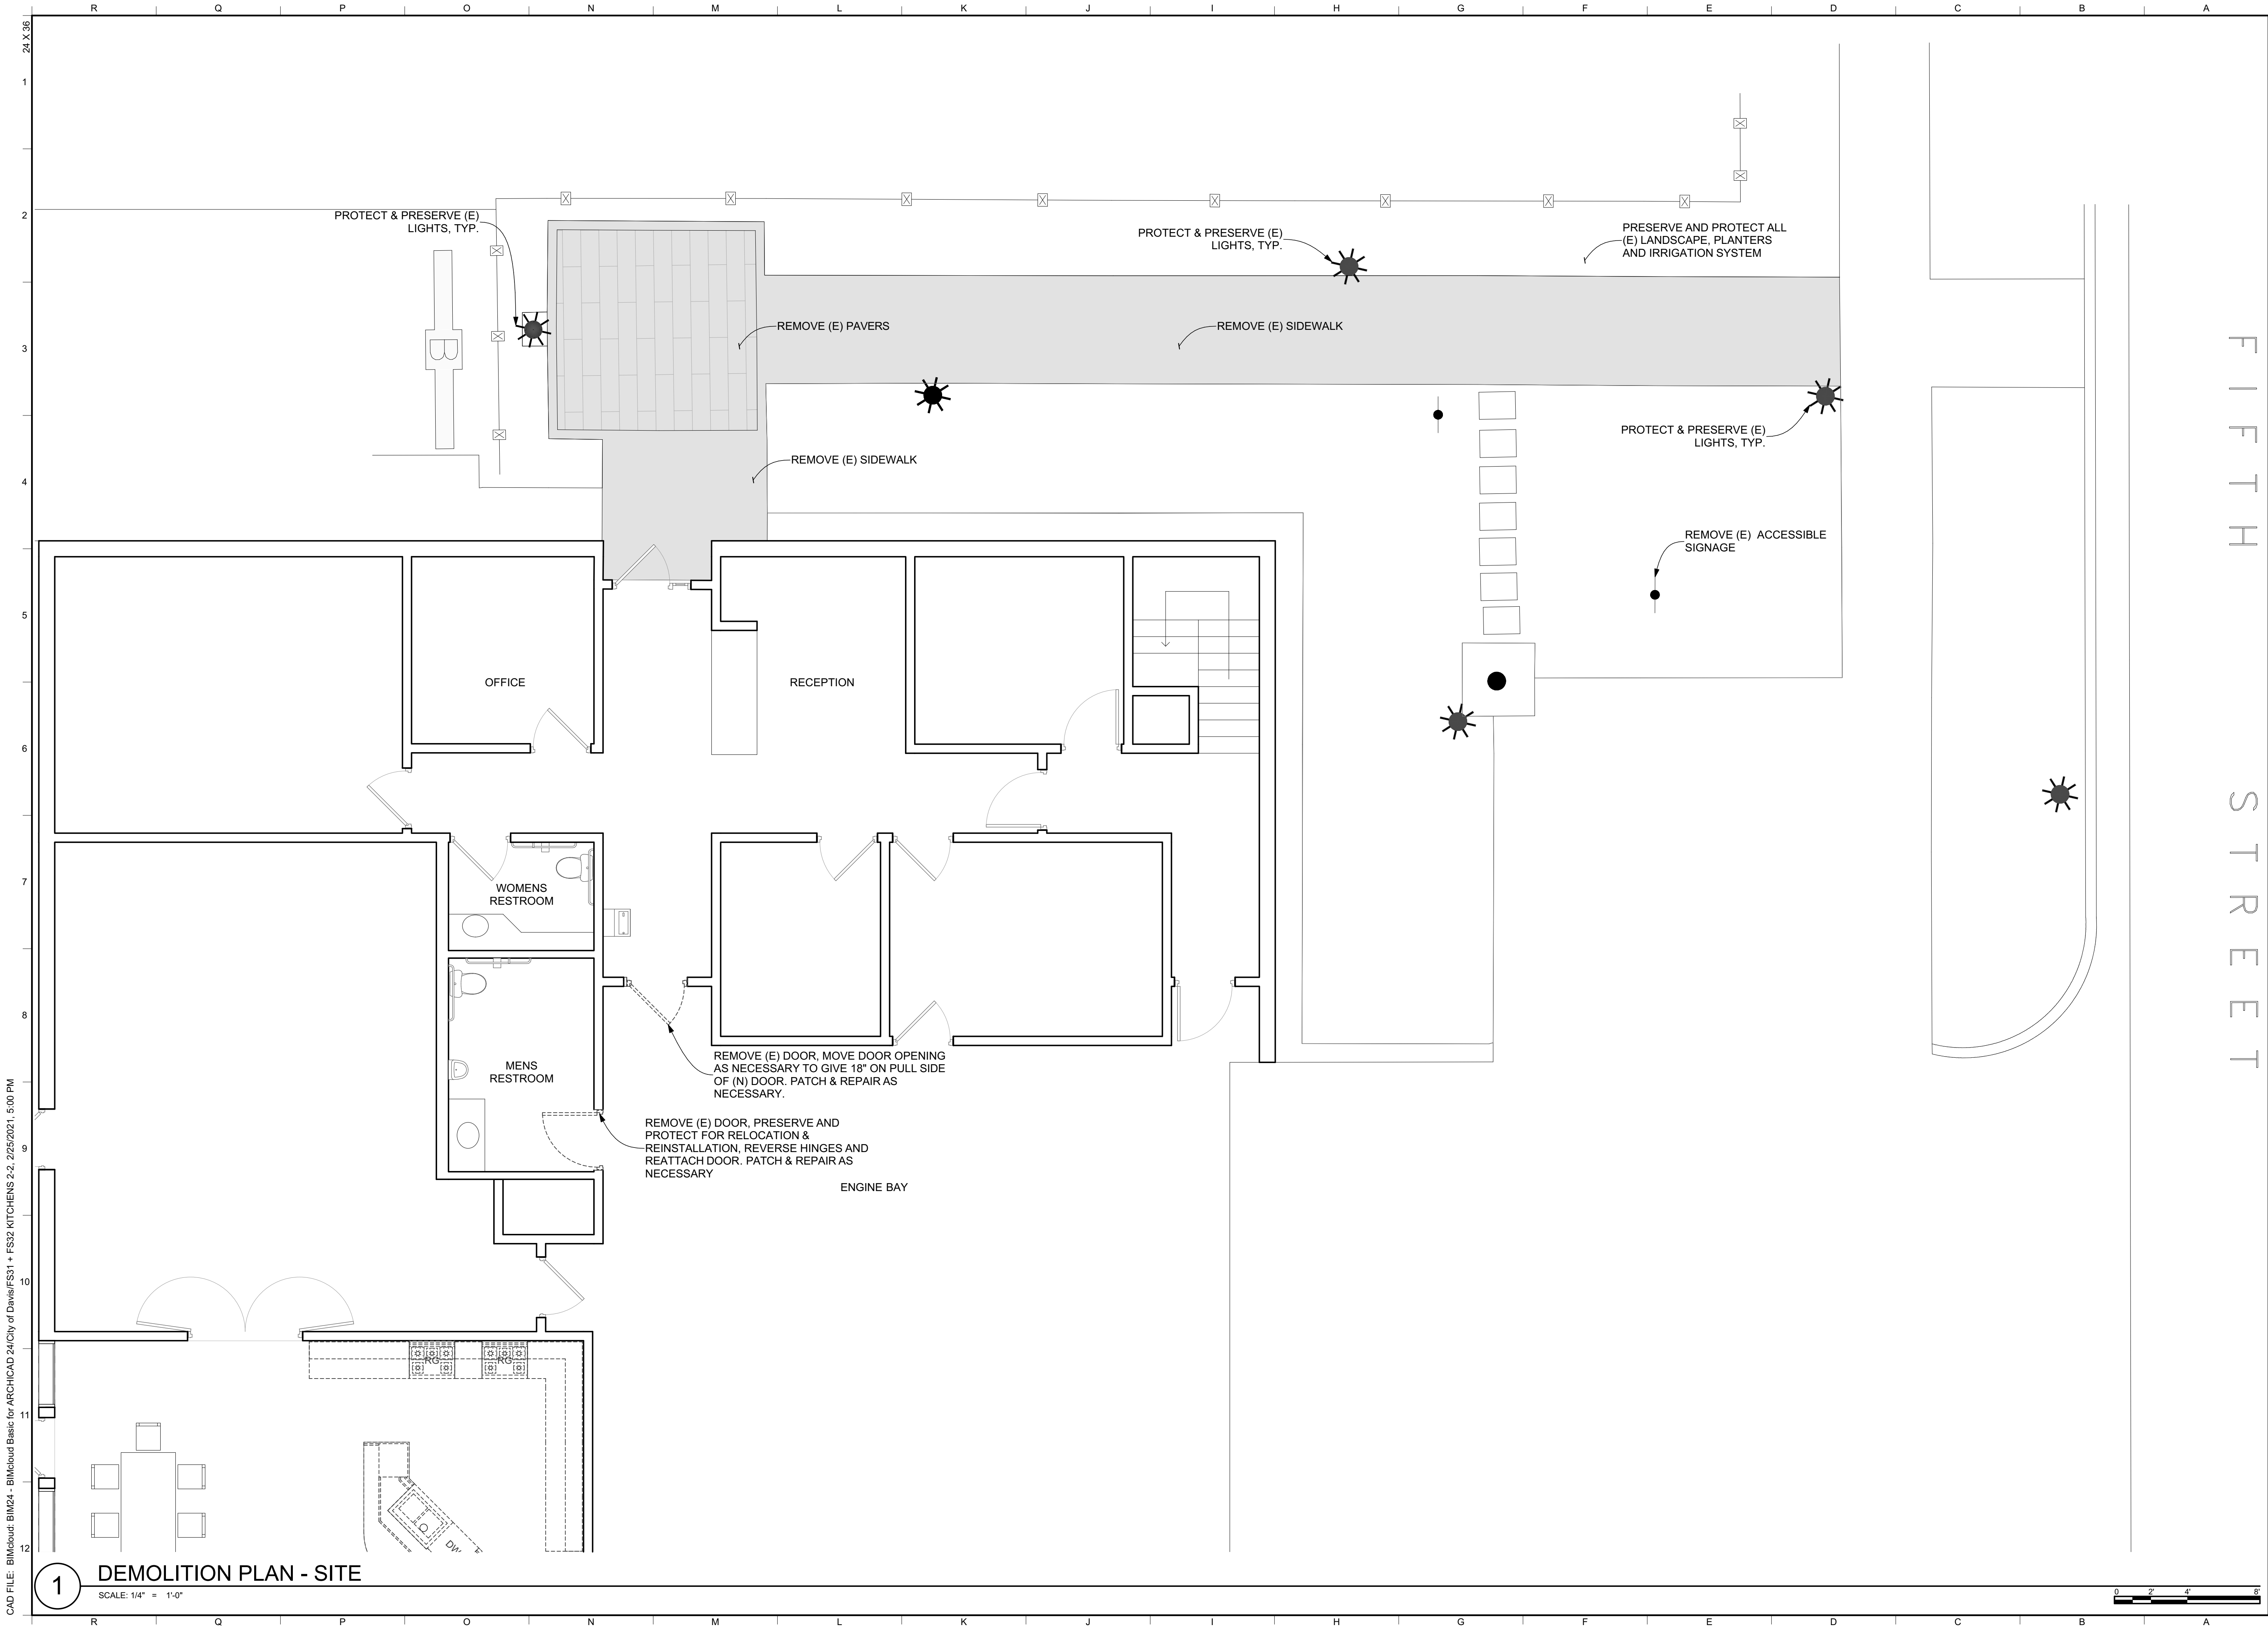 R Q P O N M L K J I H G F E D C B A
24 X 36
1
2
3
4
5
6
7
8
9
10
11
12
PROTECT & PRESERVE (E)
LIGHTS, TYP.
PROTECT & PRESERVE (E)
LIGHTS, TYP.
PRESERVE AND PROTECT ALL
(E) LANDSCAPE, PLANTERS
AND IRRIGATION SYSTEM
B
REMOVE (E) PAVERS
REMOVE (E) SIDEWALK
PROTECT & PRESERVE (E)
LIGHTS, TYP.
REMOVE (E) SIDEWALK
REMOVE (E) ACCESSIBLE
SIGNAGE
FIFTH STREET
OFFICE
RECEPTION
WOMENS
RESTROOM
MENS
RESTROOM
REMOVE (E) DOOR, MOVE DOOR OPENING
AS NECESSARY TO GIVE 18" ON PULL SIDE
OF (N) DOOR. PATCH & REPAIR AS
NECESSARY.
REMOVE (E) DOOR, PRESERVE AND
PROTECT FOR RELOCATION &
REINSTALLATION, REVERSE HINGES AND
REATTACH DOOR. PATCH & REPAIR AS
NECESSARY
ENGINE BAY
RG RG
DW
CAD FILE: BIMcloud: BIM24 - BIMcloud Basic for ARCHICAD 24/City of Davis/FS31 + FS32 KITCHENS 2-2, 2/25/2021, 5:00 PM
1 DEMOLITION PLAN - SITE
SCALE: 1/4" = 1'-0"
0 2' 4' 8'
R Q P O N M L K J I H G F E D C B A